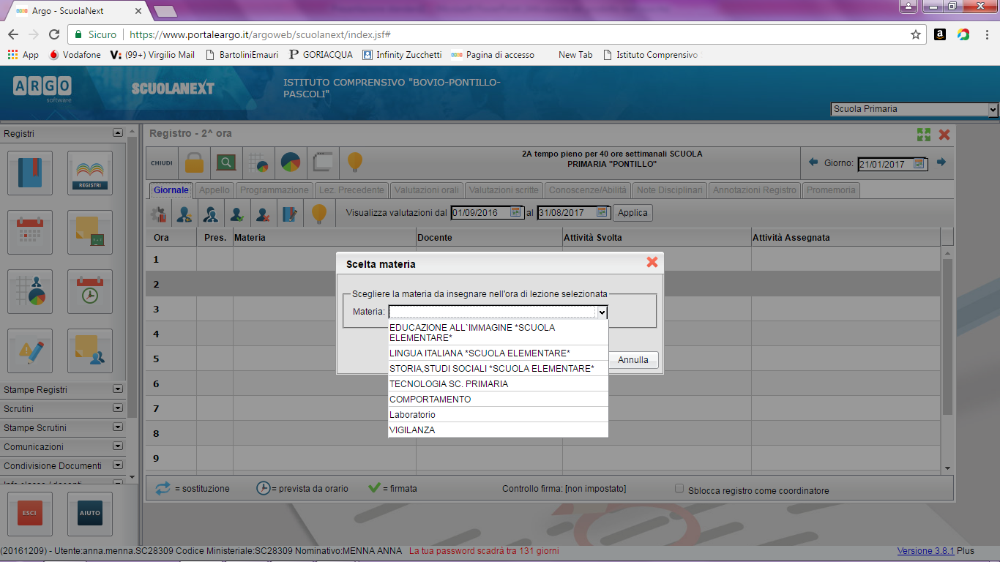 Argo - ScuolaNext
Sicuro
https://www.portaleargo.it/argoweb/scuolanext/index.jsf#
App
Vodafone
(99+) Virgilio Mail
BartoliniEmauri
GORIACQUA
Infinity Zucchetti
Pagina di accesso
New Tab
Istituto Comprensivo
ARGO
software
SCUOLANEXT
ISTITUTO COMPRENSIVO "BOVIO-PONTILLO-
PASCOLI"
Scuola Primaria
Registri
Registro - 2^ ora
CHIUDI
2A tempo pieno per 40 ore settimanali SCUOLA
PRIMARIA "PONTILLO"
Giorno:
21/01/2017
REGISTRI
Giornale
Appello
Programmazione
Lez. Precedente
Valutazioni orali
Valutazioni scritte
Conoscenze/Abilità
Note Disciplinari
Annotazioni Registro
Promemoria
Visualizza valutazioni dal
01/09/2016
al
31/08/2017
Applica
Ora
Pres.
Materia
Docente
Attività Svolta
Attività Assegnata
1
2
3
4
5
6
7
8
9
Scelta materia
Scegliere la materia da insegnare nell'ora di lezione selezionata
Materia:
EDUCAZIONE ALL`IMMAGINE *SCUOLA
ELEMENTARE*
LINGUA ITALIANA *SCUOLA ELEMENTARE*
STORIA,STUDI SOCIALI *SCUOLA ELEMENTARE*
TECNOLOGIA SC. PRIMARIA
COMPORTAMENTO
Laboratorio
VIGILANZA
Annulla
Stampe Registri
Scrutini
Stampe Scrutini
Comunicazioni
Condivisione Documenti
Info classe / docenti
= sostituzione
= prevista da orario
= firmata
Controllo firma: [non impostato]
Sblocca registro come coordinatore
ESCI
AIUTO
(20161209) - Utente:anna.menna.SC28309 Codice Ministeriale:SC28309 Nominativo:MENNA ANNA
La tua password scadrà tra 131 giorni
Versione 3.8.1 Plus